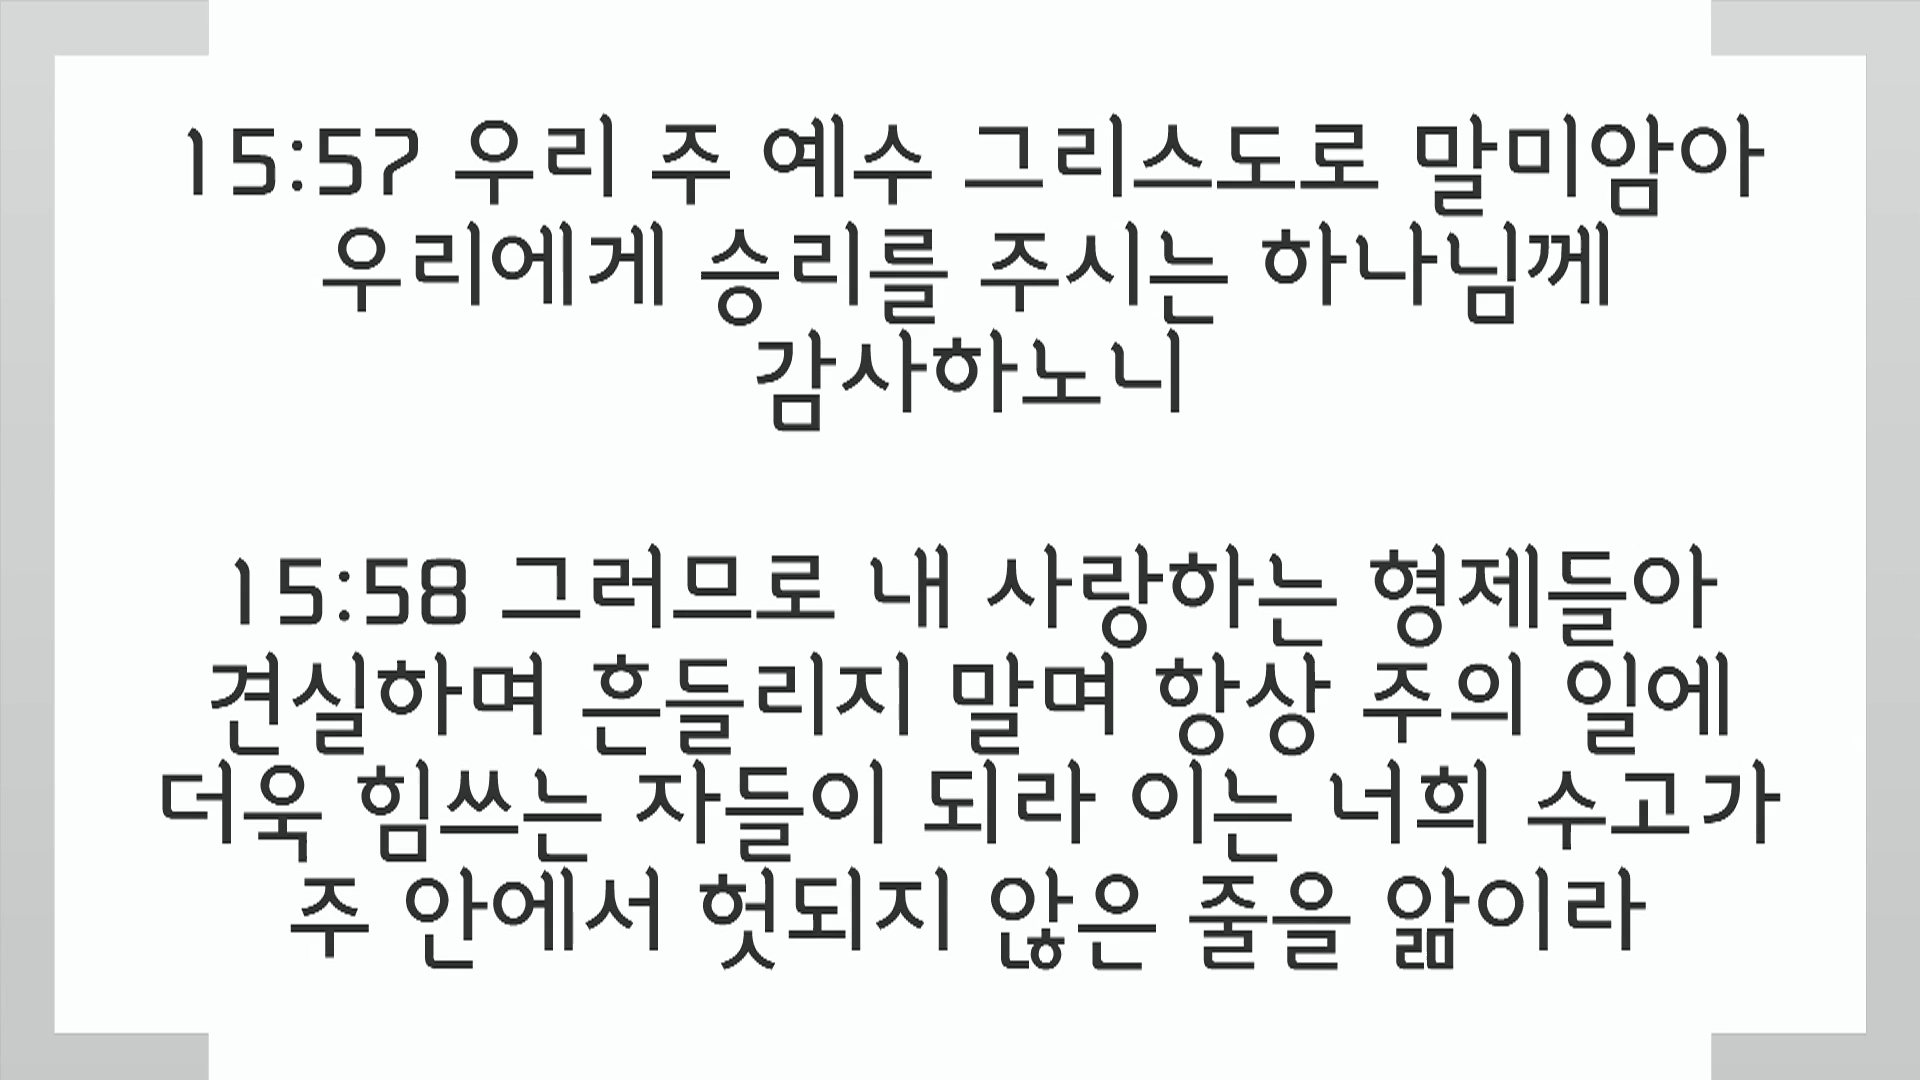 15:57 우리 주 예수 그리스도로 말미암아
우리에게 승리를 주시는 하나님께
감사하노니
15:58 그러므로 내 사랑하는 형제들아
견실하며 흔들리지 말며 항상 주의 일에
더욱 힘쓰는 자들이 되라 이는 너희 수고가
주 안에서 헛되지 않은 줄을 앎이라